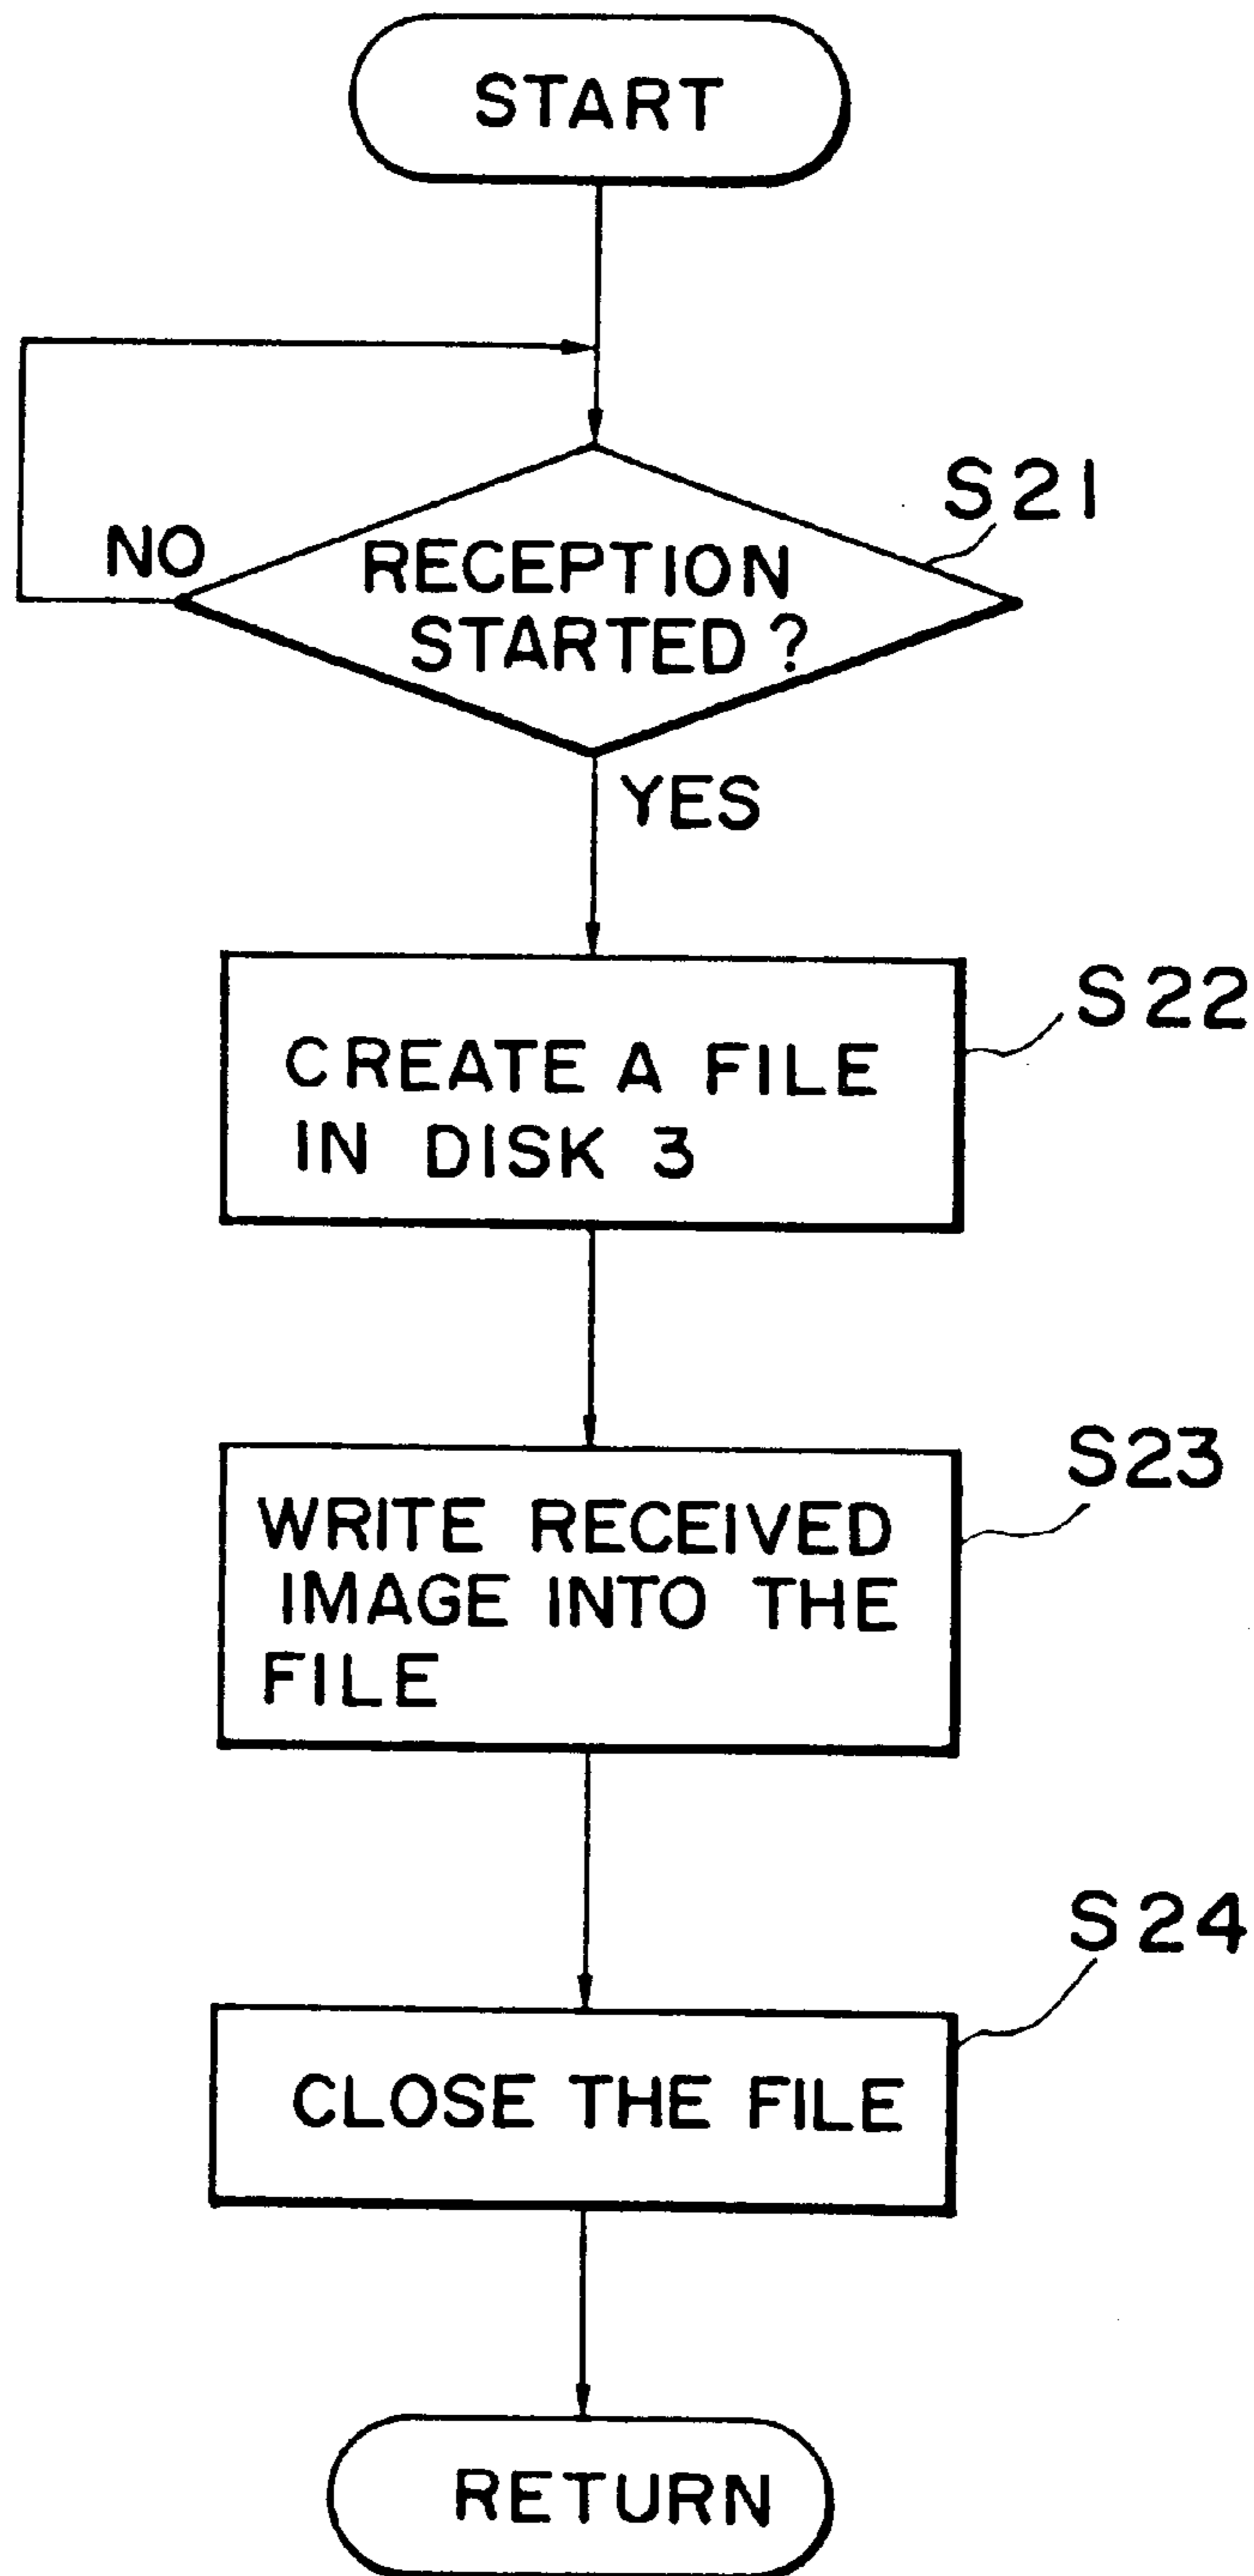 START
S21
NO
RECEPTION
STARTED?
YES
S22
CREATE A FILE
IN DISK 3
S23
WRITE RECEIVED
IMAGE INTO THE
FILE
S24
CLOSE THE FILE
RETURN